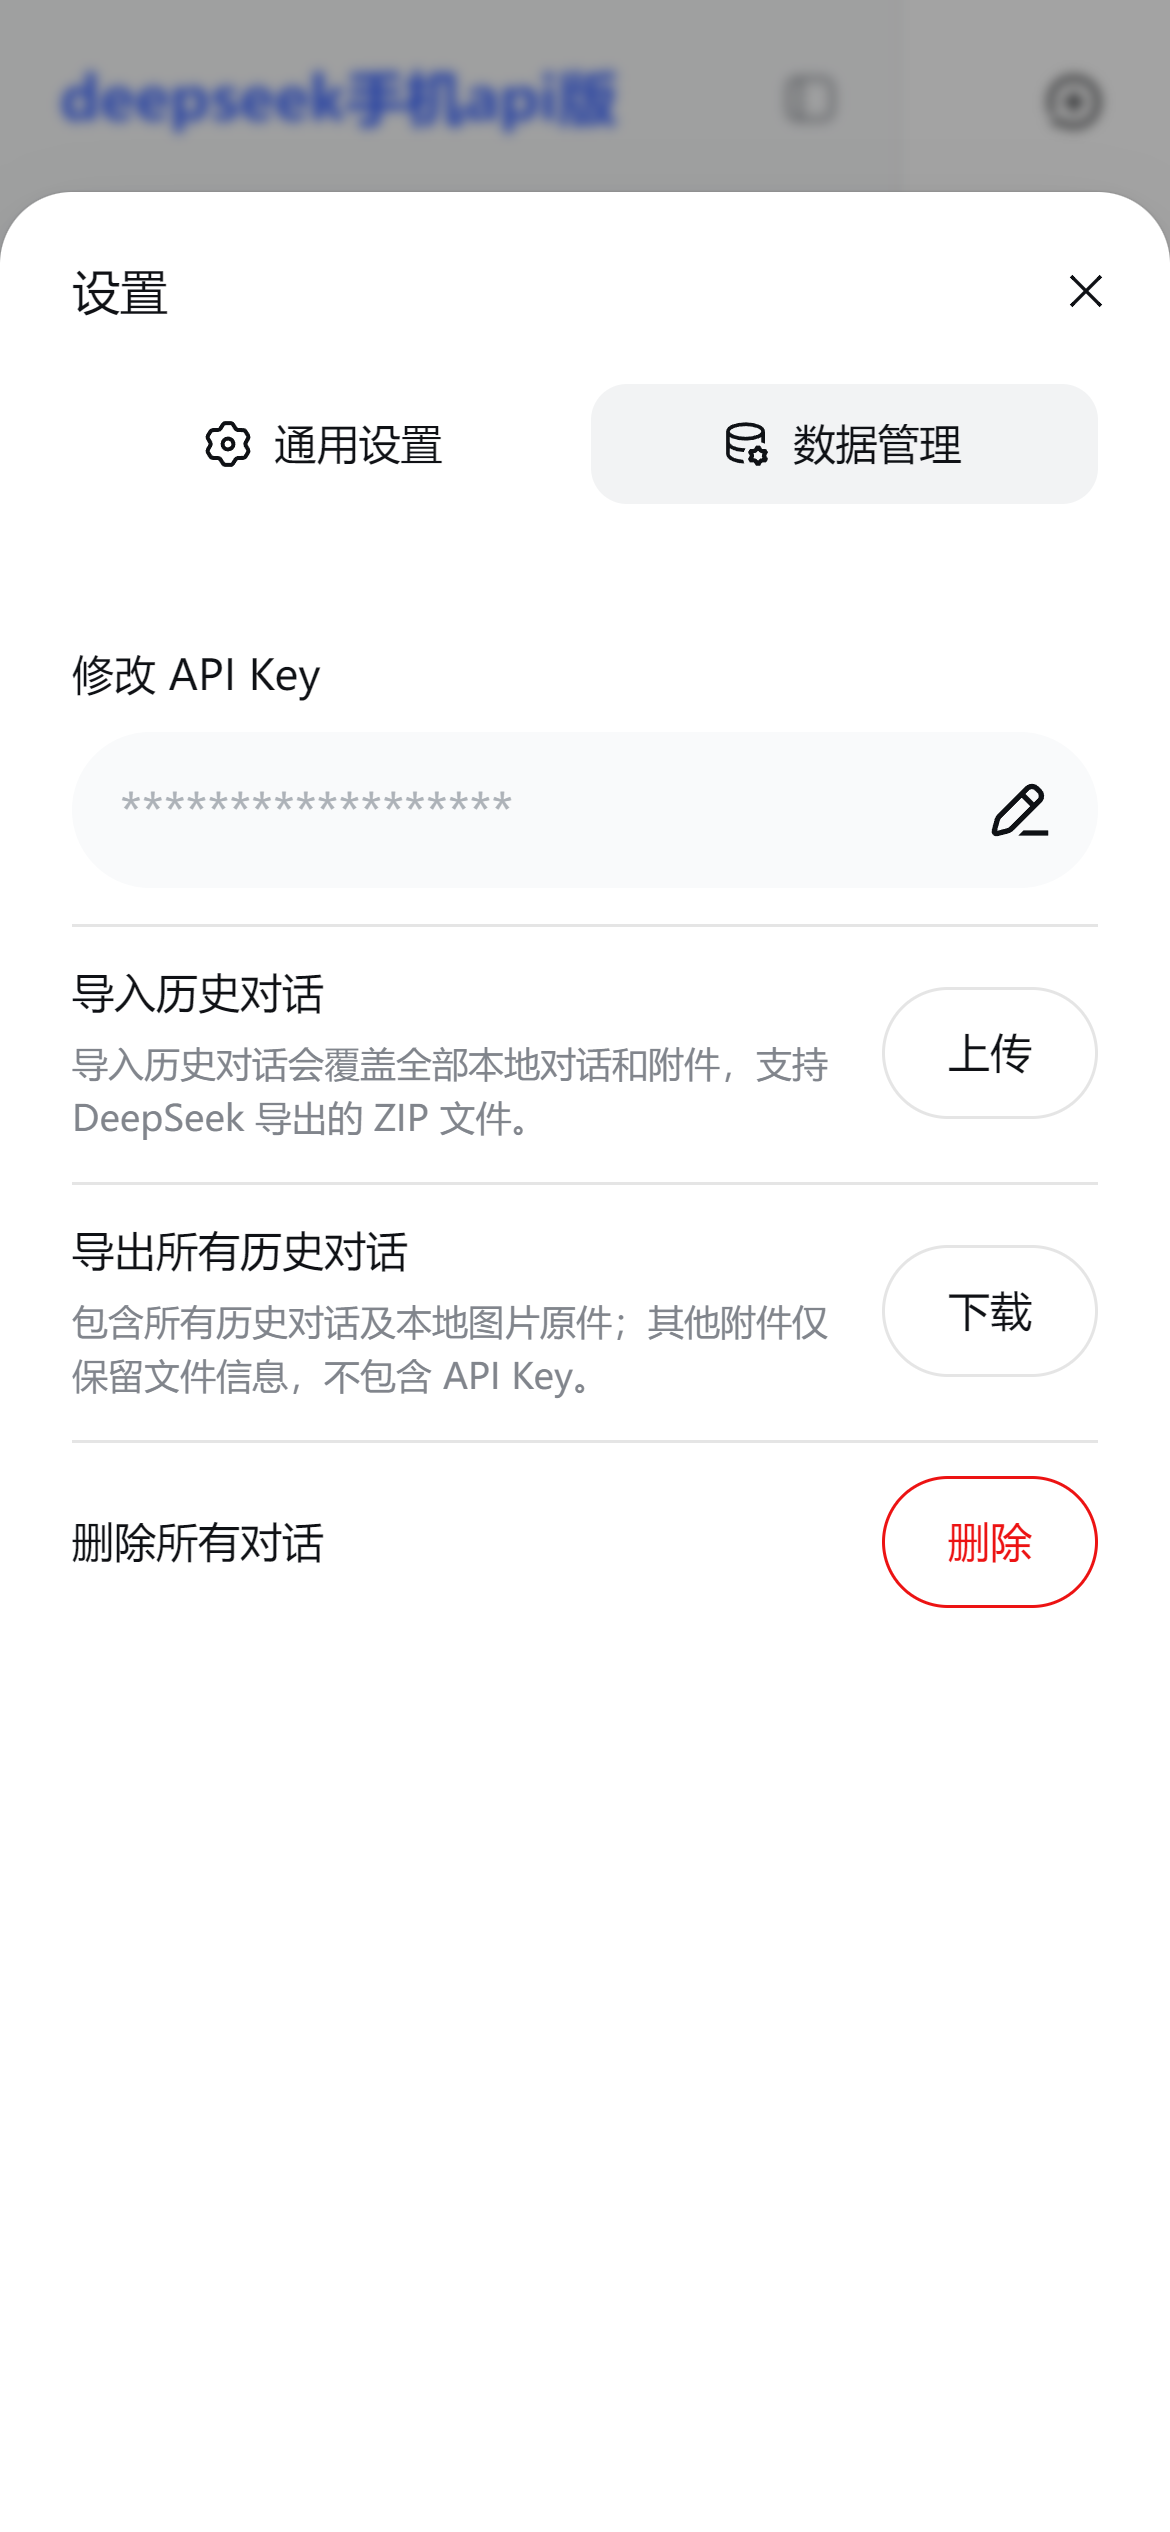 deepseek手机api版
设置
通用设置
数据管理
修改 API Key
******************
导入历史对话
导入历史对话会覆盖全部本地对话和附件，支持
DeepSeek 导出的 ZIP 文件。
上传
导出所有历史对话
包含所有历史对话及本地图片原件；其他附件仅
保留文件信息，不包含 API Key。
下载
删除所有对话
删除